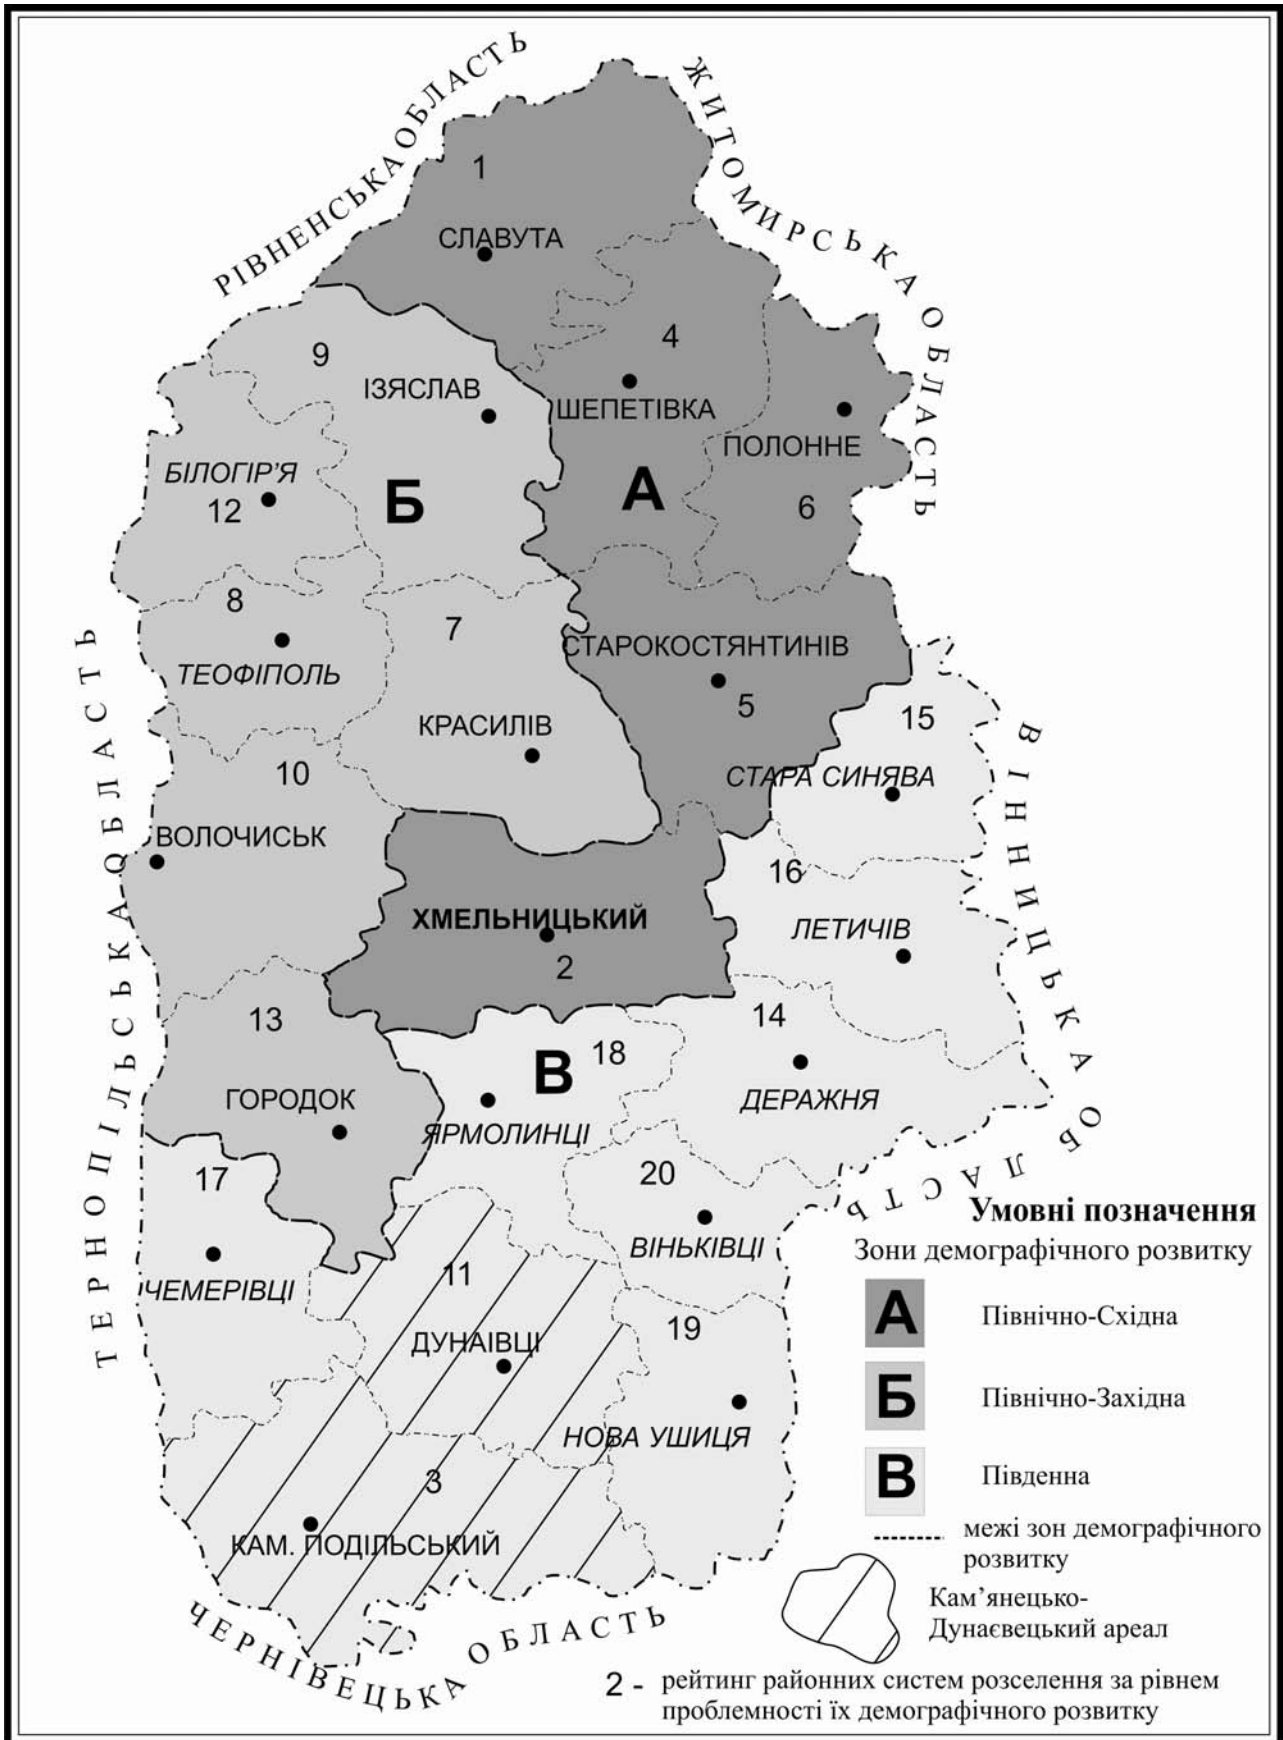 РІВНЕНСЬКА ОБЛАСТЬ
ЖИТОМИРСЬКА ОБЛАСТЬ
1
СЛАВУТА
4
ШЕПЕТІВКА
9
ІЗЯСЛАВ
ПОЛОННЕ
6
А
Б
БІЛОГІР'Я
12
8
ТЕОФІПОЛЬ
7
КРАСИЛІВ
СТАРОКОСТЯНТИНІВ
5
15
СТАРА СИНЯВА
10
ВОЛОЧИСЬК
16
ЛЕТИЧІВ
ХМЕЛЬНИЦЬКИЙ
2
ТЕРНОПІЛЬСЬКА ОБЛАСТЬ
ВІННИЦЬКА ОБЛАСТЬ
13
ГОРОДОК
В
18
ЯРМОЛИНЦІ
14
ДЕРАЖНЯ
17
ЧЕМЕРІВЦІ
20
ВІНЬКІВЦІ
11
ДУНАЇВЦІ
19
НОВА УШИЦЯ
3
КАМ. ПОДІЛЬСЬКИЙ
ЧЕРНІВЕЦЬКА ОБЛАСТЬ
Умовні позначення
Зони демографічного розвитку
А Північно-Східна
Б Північно-Західна
В Південна
межі зон демографічного
розвитку
Кам'янецько-
Дунаєвецький ареал
2 - рейтинг районних систем розселення за рівнем
проблемності їх демографічного розвитку